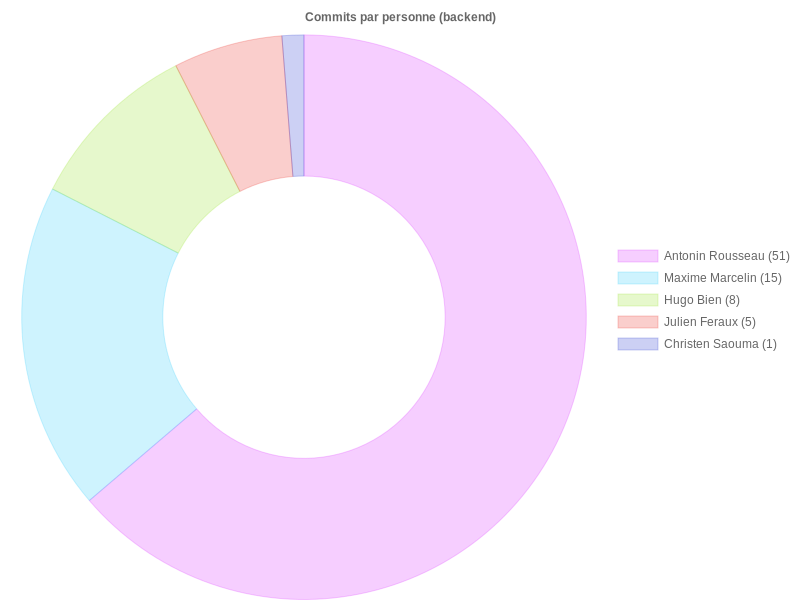 Commits par personne (backend)
Antonin Rousseau (51)
Maxime Marcelin (15)
Hugo Bien (8)
Julien Feraux (5)
Christen Saouma (1)